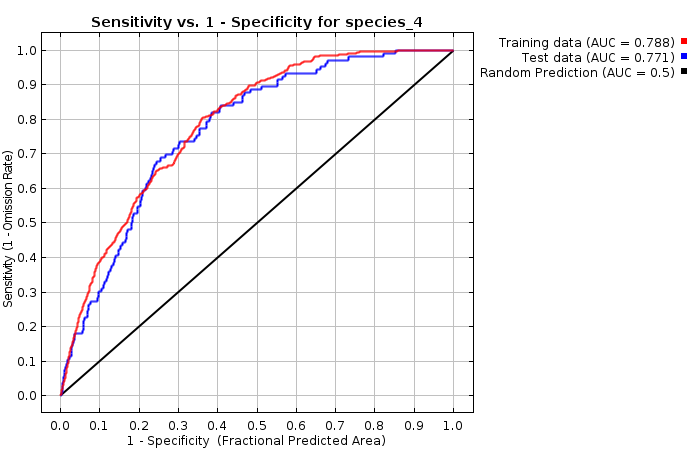 Sensitivity vs. 1 - Specificity for species_4
Training data (AUC = 0.788)
Test data (AUC = 0.771)
Random Prediction (AUC = 0.5)
Sensitivity (1 - Omission Rate)
1.0
0.9
0.8
0.7
0.6
0.5
0.4
0.3
0.2
0.1
0.0
0.0 0.1 0.2 0.3 0.4 0.5 0.6 0.7 0.8 0.9 1.0
1 - Specificity (Fractional Predicted Area)